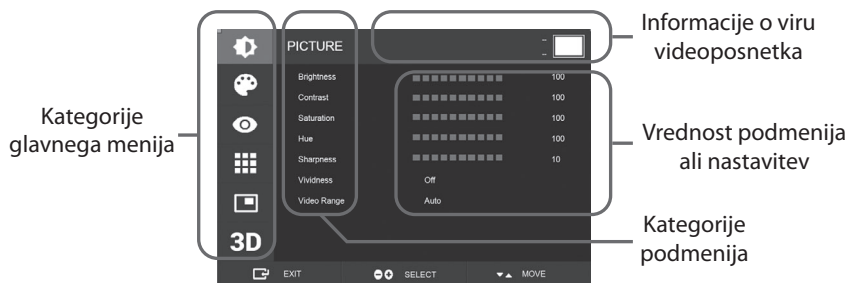 Informacije o viru
videoposnetka
PICTURE
Brightness 100
Contrast 100
Saturation 100
Hue 100
Sharpness 10
Vividness Off
Video Range Auto
3D
EXIT SELECT MOVE
Kategorije
glavnega menija
Vrednost podmenija
ali nastavitev
Kategorije
podmenija